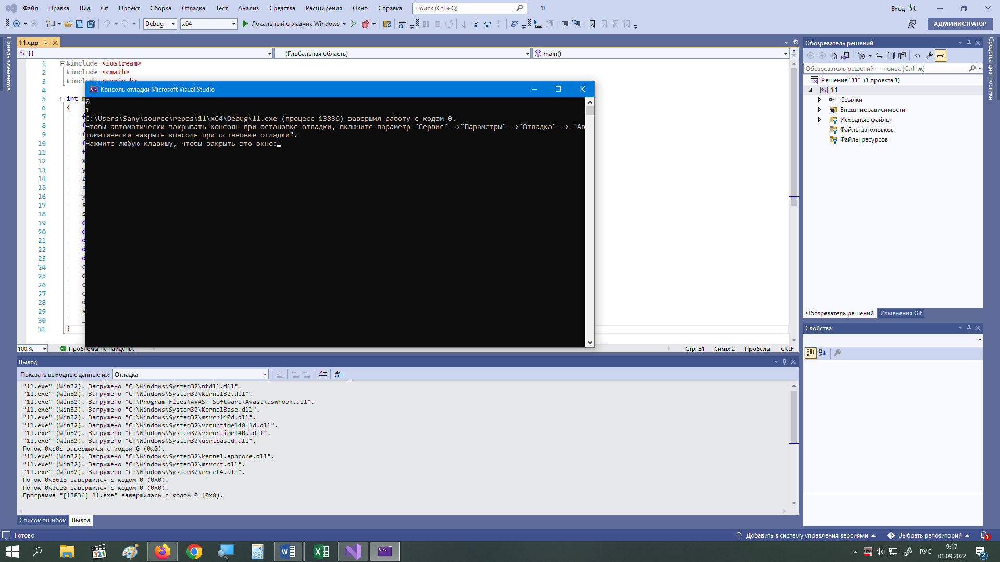 Файл Правка Вид Git Проект Сборка Отладка Тест Анализ Средства Расширения Окно Справка Поиск (Ctrl+Q) 11 Вход
Debug x64 Локальный отладчик Windows АДМИНИСТРАТОР
Панель элементов
11.cpp
11 (Глобальная область) main()
1 #include <iostream>
2 #include <cmath>
3 #include <conio.h>
4
5 int
6 {
7
8
9
10
11
12 x
13 y
14 z
15 x
16 y
17 s
18 s
19 d
20 d
21 d
22 d
23 d
24 c
25 d
26 e
27 c
28 d
29 s
30 _
31 }
Консоль отладки Microsoft Visual Studio
0
1
C:\Users\Sany\source\repos\11\x64\Debug\11.exe (процесс 13836) завершил работу с кодом 0.
Чтобы автоматически закрывать консоль при остановке отладки, включите параметр "Сервис" ->"Параметры" ->"Отладка" -> "Ав
томатически закрыть консоль при остановке отладки".
Нажмите любую клавишу, чтобы закрыть это окно:
100 % Проблемы не найдены. Стр: 31 Симв: 2 Пробелы CRLF
Вывод
Показать выходные данные из: Отладка
"11.exe" (Win32). Загружено "C:\Windows\System32\ntdll.dll".
"11.exe" (Win32). Загружено "C:\Windows\System32\kernel32.dll".
"11.exe" (Win32). Загружено "C:\Program Files\AVAST Software\Avast\aswhook.dll".
"11.exe" (Win32). Загружено "C:\Windows\System32\KernelBase.dll".
"11.exe" (Win32). Загружено "C:\Windows\System32\msvcp140d.dll".
"11.exe" (Win32). Загружено "C:\Windows\System32\vcruntime140_1d.dll".
"11.exe" (Win32). Загружено "C:\Windows\System32\vcruntime140d.dll".
"11.exe" (Win32). Загружено "C:\Windows\System32\ucrtbased.dll".
Поток 0xc0c завершился с кодом 0 (0x0).
"11.exe" (Win32). Загружено "C:\Windows\System32\kernel.appcore.dll".
"11.exe" (Win32). Загружено "C:\Windows\System32\msvcrt.dll".
"11.exe" (Win32). Загружено "C:\Windows\System32\rpcrt4.dll".
Поток 0x3618 завершился с кодом 0 (0x0).
Поток 0x1ce0 завершился с кодом 0 (0x0).
Программа "[13836] 11.exe" завершилась с кодом 0 (0x0).
Список ошибок Вывод
Обозреватель решений
Обозреватель решений — поиск (Ctrl+ж)
Решение "11" (1 проекта 1)
11
Ссылки
Внешние зависимости
Исходные файлы
Файлы заголовков
Файлы ресурсов
Обозреватель решений Изменения Git
Свойства
Средства диагностики
Готово Добавить в систему управления версиями Выбрать репозиторий 1
321 РУС 9:17
01.09.2022 2